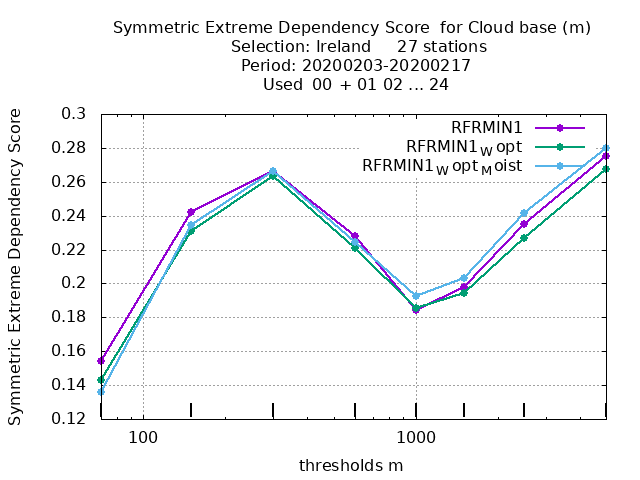 Symmetric Extreme Dependency Score for Cloud base (m)
Selection: Ireland 27 stations
Period: 20200203-20200217
Used 00 + 01 02 ... 24
Symmetric Extreme Dependency Score
0.3
0.28
0.26
0.24
0.22
0.2
0.18
0.16
0.14
0.12
RFRMIN1
RFRMIN1_W opt
RFRMIN1_W opt_M oist
100 1000
thresholds m